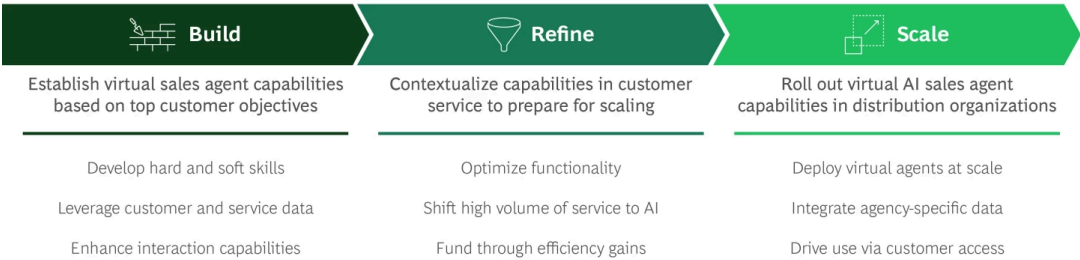 Build
Establish virtual sales agent capabilities
based on top customer objectives
Develop hard and soft skills
Leverage customer and service data
Enhance interaction capabilities
Refine
Contextualize capabilities in customer
service to prepare for scaling
Optimize functionality
Shift high volume of service to AI
Fund through efficiency gains
Scale
Roll out virtual AI sales agent
capabilities in distribution organizations
Deploy virtual agents at scale
Integrate agency-specific data
Drive use via customer access